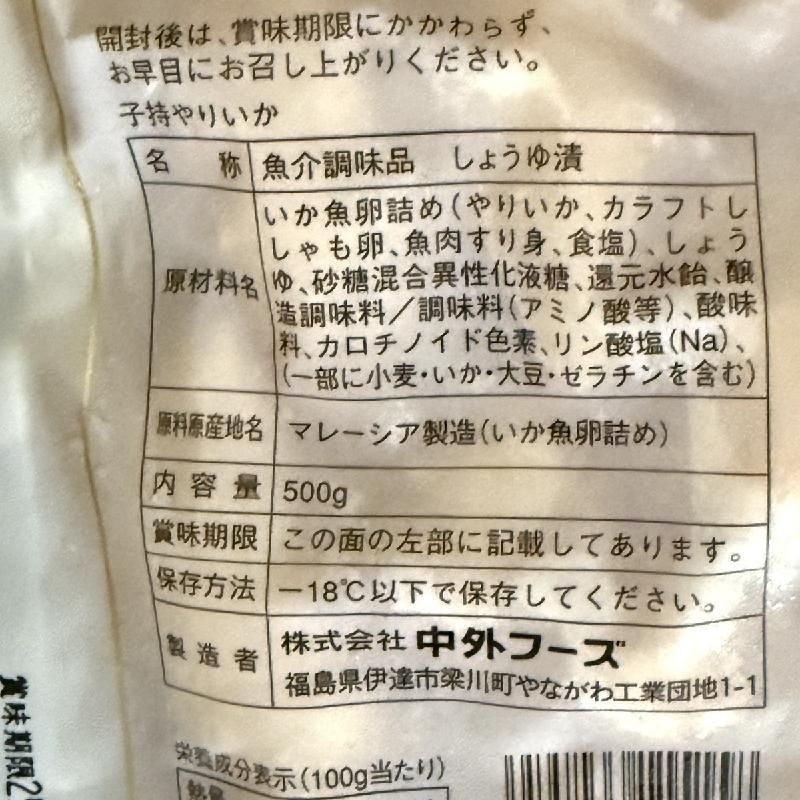 開封後は、賞味期限にかかわらず、
お早目にお召し上がりください。
子持やりいか
名 称 魚介調味品 しょうゆ漬
原材料名 いか魚卵詰め(やりいか、カラフトし
しゃも卵、魚肉すり身、食塩)、しょう
ゆ、砂糖混合異性化液糖、還元水飴、醸
造調味料/調味料(アミノ酸等)、酸味
料、カロチノイド色素、リン酸塩(Na)、
(一部に小麦・いか・大豆・ゼラチンを含む)
原料原産地名 マレーシア製造(いか魚卵詰め)
内容量 500g
賞味期限 この面の左部に記載してあります。
保存方法 -18℃以下で保存してください。
製造者 株式会社 中外フーズ
福島県伊達市梁川町やながわ工業団地1-1
栄養成分表示(100g当たり)
熱量
賞味期限2